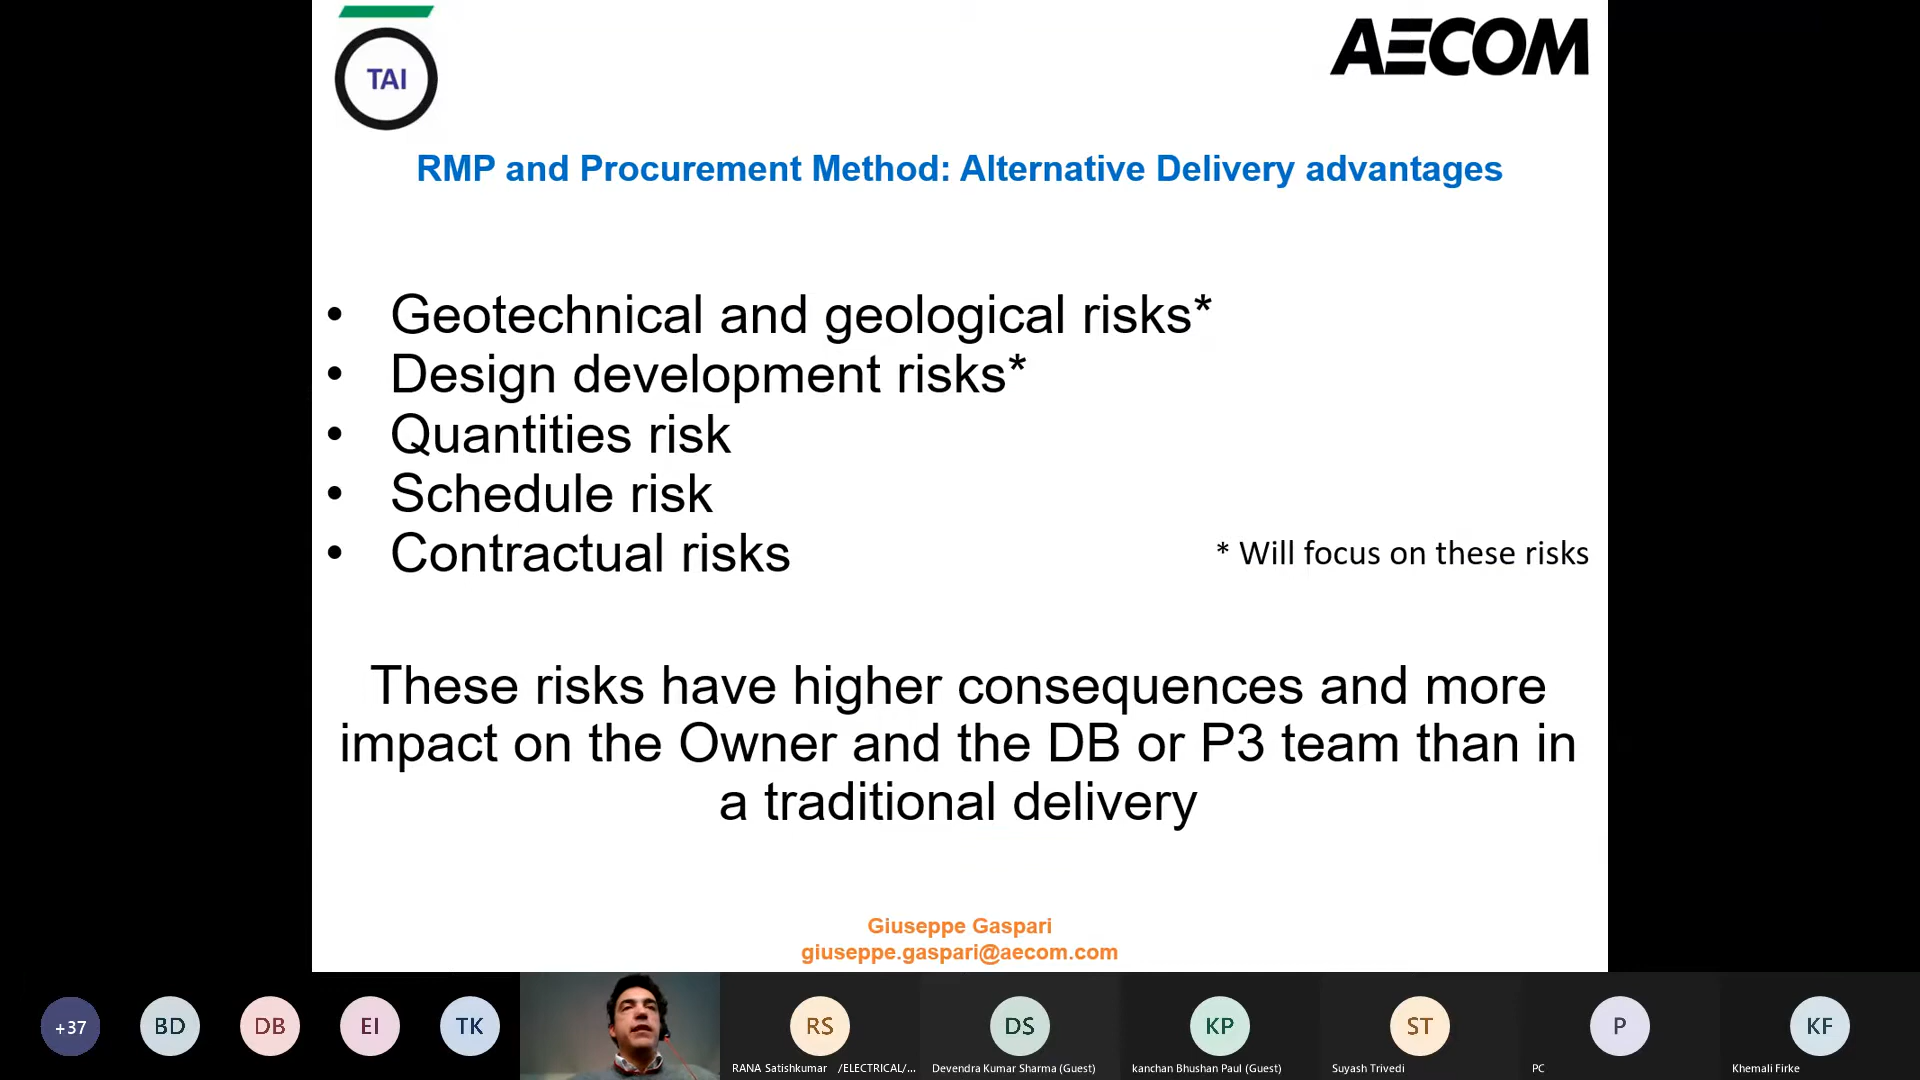 TAI
AECOM
RMP and Procurement Method: Alternative Delivery advantages
• Geotechnical and geological risks*
• Design development risks*
• Quantities risk
• Schedule risk
• Contractual risks
* Will focus on these risks
These risks have higher consequences and more
impact on the Owner and the DB or P3 team than in
a traditional delivery
Giuseppe Gaspari
giuseppe.gaspari@aecom.com
+37
BD
DB
EI
TK
RS
DS
KP
ST
P
KF
RANA Satishkumar /ELECTRICAL/...
Devendra Kumar Sharma (Guest)
kanchan Bhushan Paul (Guest)
Suyash Trivedi
PC
Khemali Firke